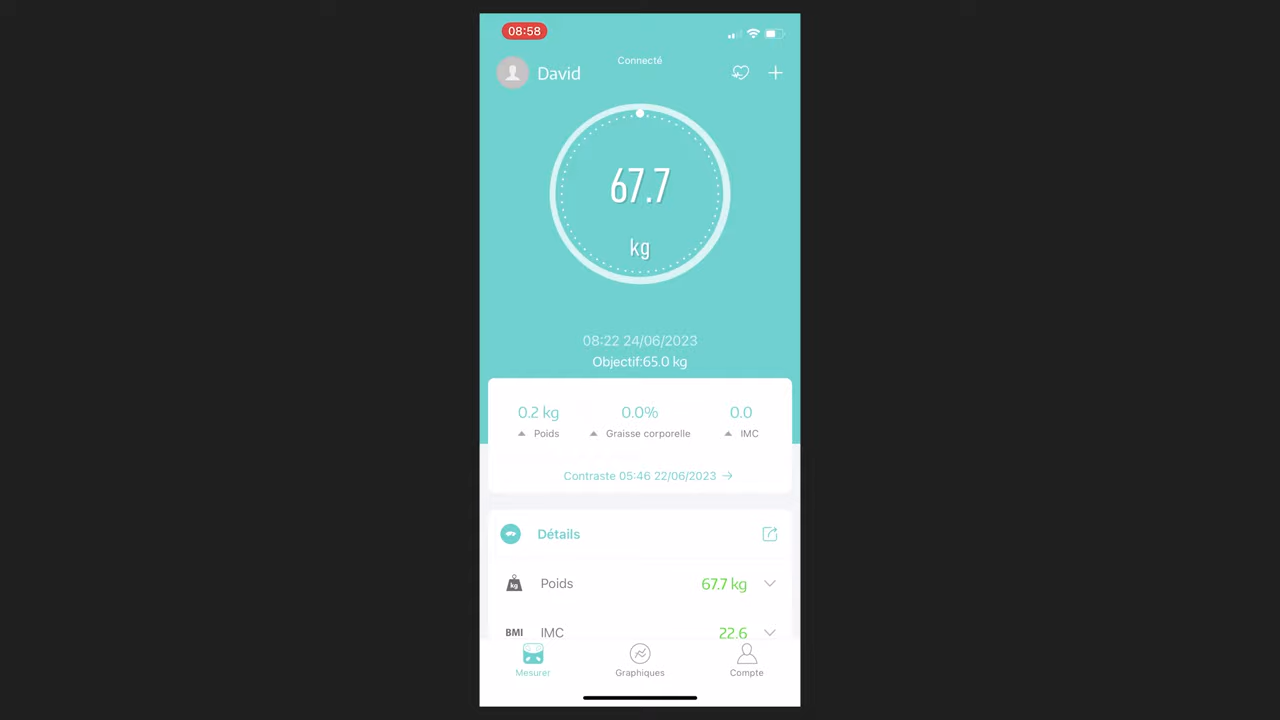 08:58
Connecté
David
67.7
kg
08:22 24/06/2023
Objectif:65.0 kg
0.2 kg 0.0% 0.0
Poids Graisse corporelle IMC
Contraste 05:46 22/06/2023
Détails
kg Poids 67.7 kg
BMI IMC 22.6
Mesurer Graphiques Compte